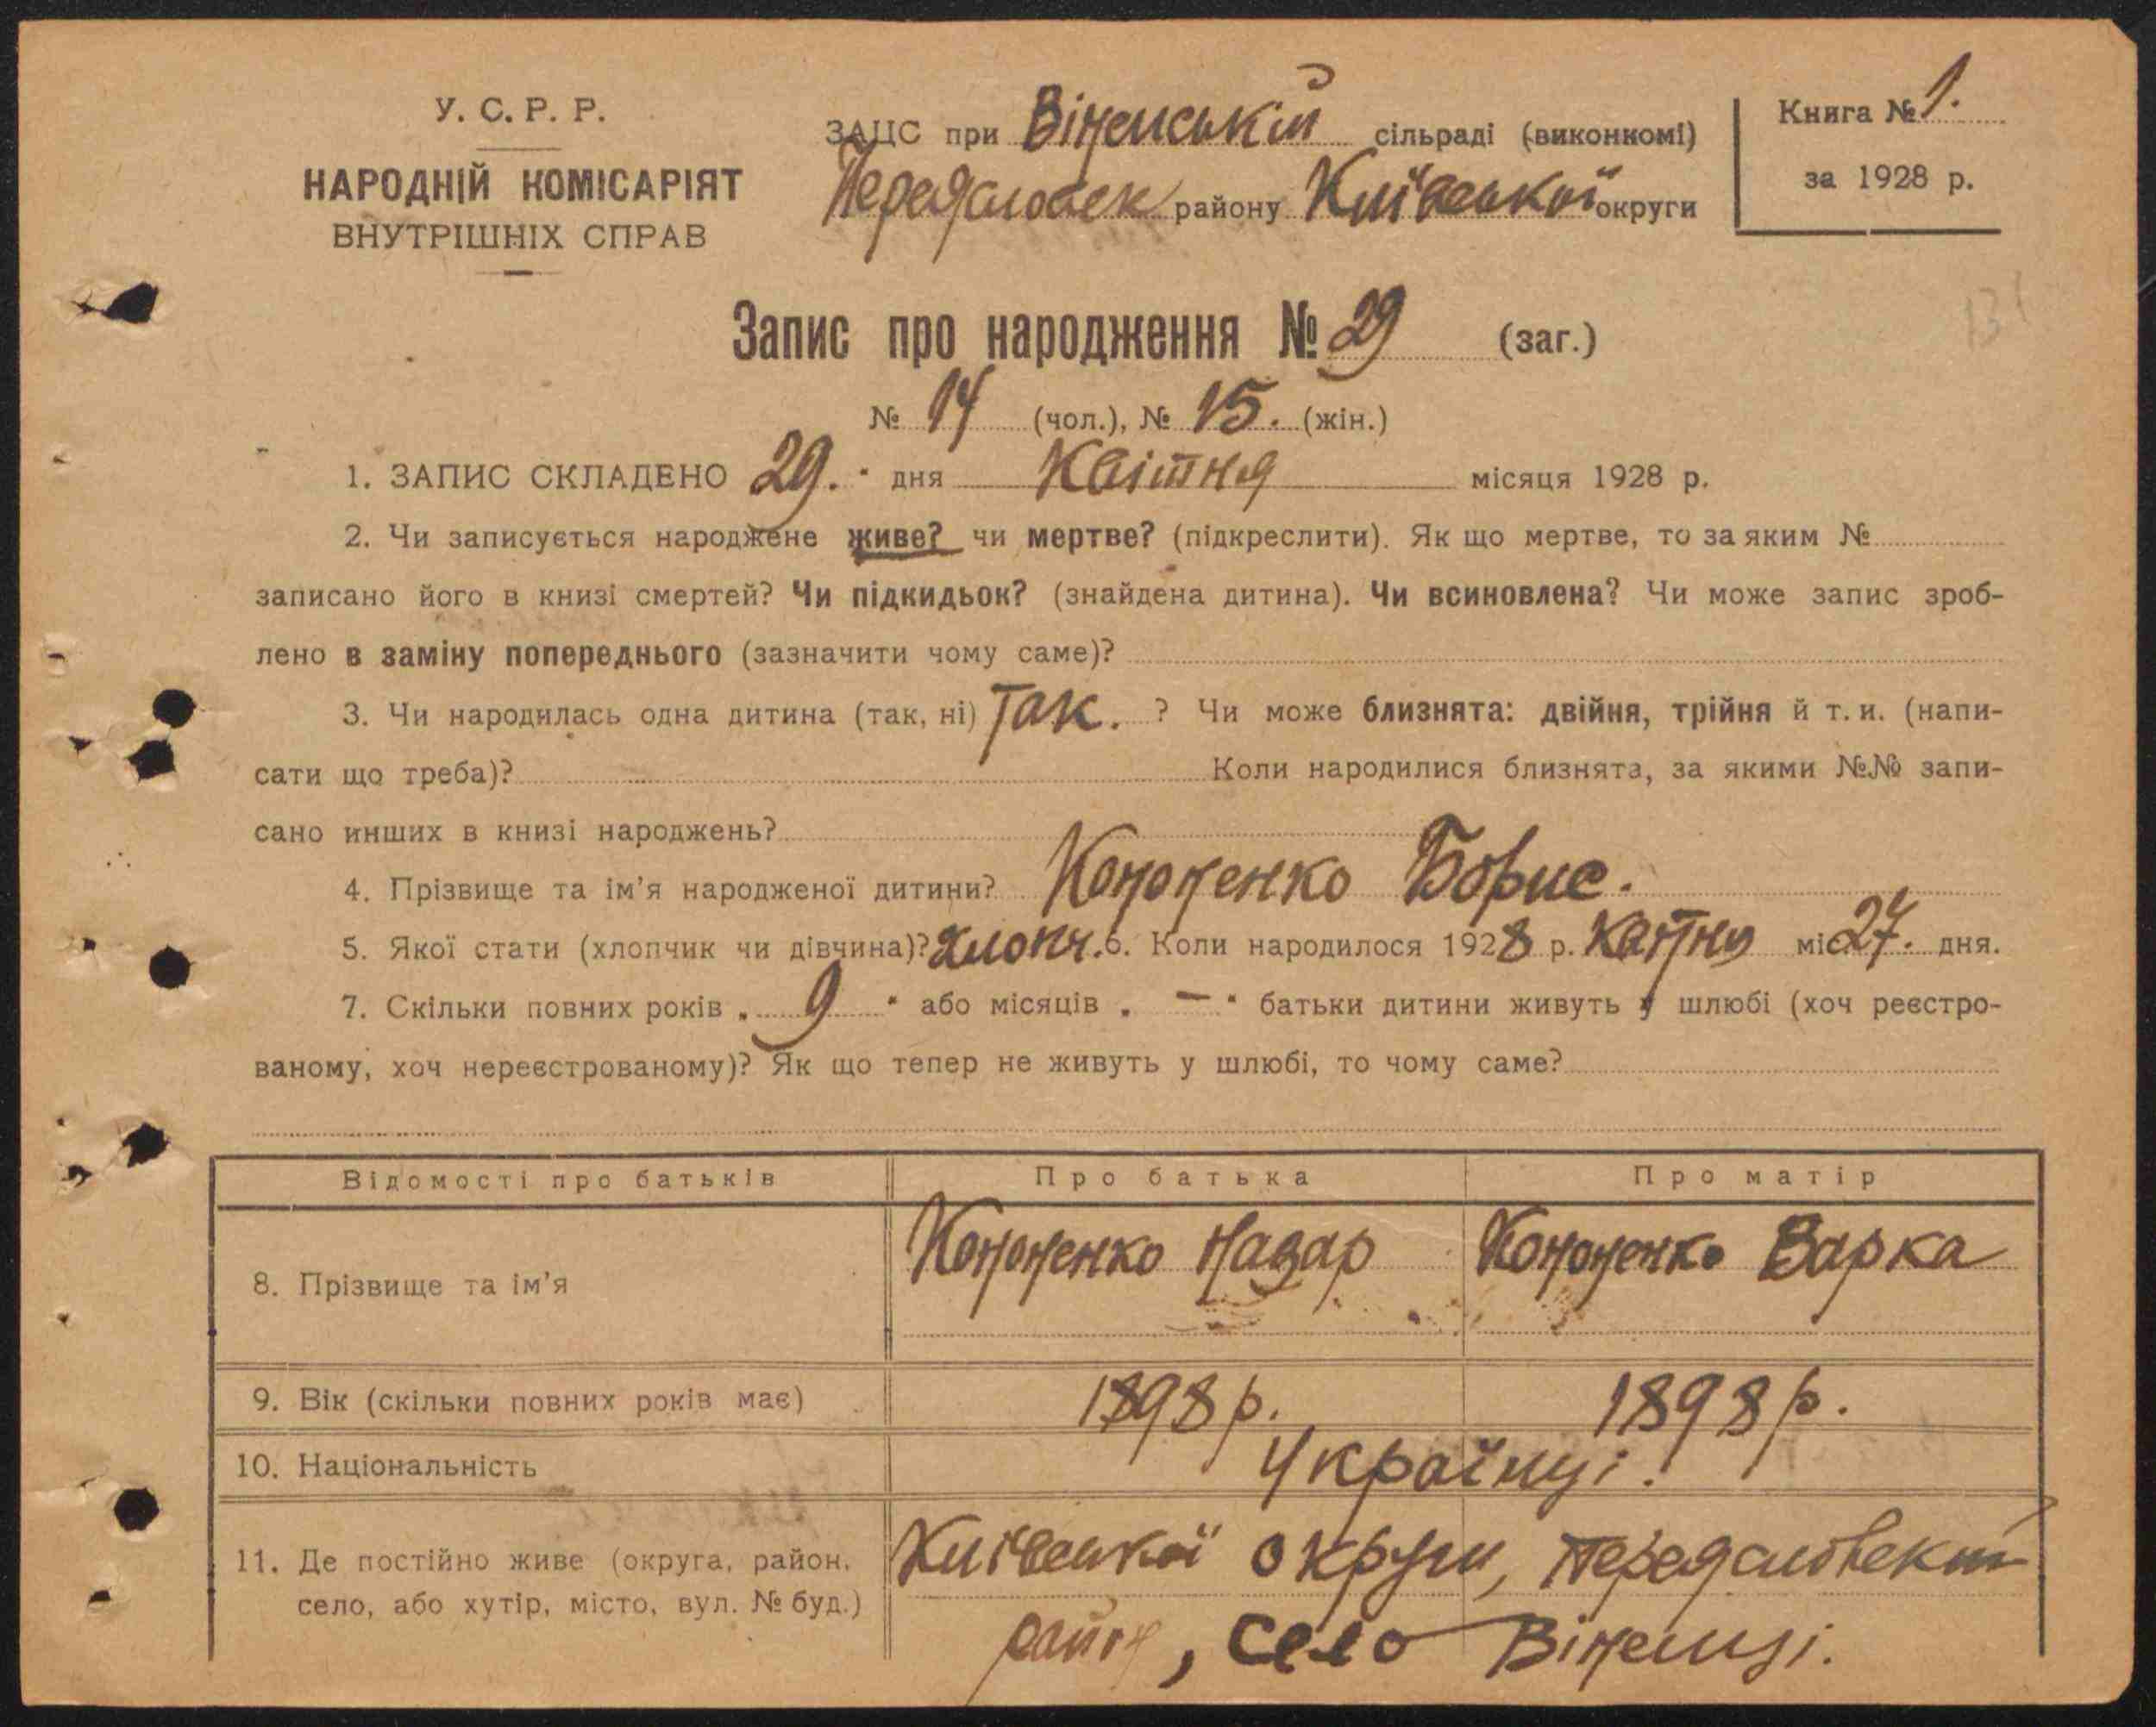 У. С. Р. Р.
НАРОДНІЙ КОМІСАРІЯТ
ВНУТРІШНІХ СПРАВ
ЗАЦС при Віненській сільраді (виконкомі)
району Київської округи
Книга № 1.
за 1928 р.
Запис про народження № 29 (заг.)
№ 14 (чол.), № 15. (жін.)
1. ЗАПИС СКЛАДЕНО 29. " дня Квітня місяця 1928 р.
2. Чи записується народжене живе? чи мертве? (підкреслити). Як що мертве, то за яким №
записано його в книзі смертей? Чи підкидьок? (знайдена дитина). Чи всиновлена? Чи може запис зроб-
лено в заміну попереднього (зазначити чому саме)?
3. Чи народилась одна дитина (так, ні) Так. ? Чи може близнята: двійня, трійня й т. и. (напи-
сати що треба)? Коли народилися близнята, за якими №№ запи-
сано инших в книзі народжень?
4. Прізвище та ім'я народженої дитини? Кононенко Борис.
5. Якої стати (хлопчик чи дівчина)? хлопч. 6. Коли народилося 1928 р. мі 27. дня.
7. Скільки повних років „ 9 " або місяців „ — " батьки дитини живуть у шлюбі (хоч реєстро-
ваному, хоч нереєстрованому)? Як що тепер не живуть у шлюбі, то чому саме?
Відомості про батьків Про батька Про матір
8. Прізвище та ім'я Кононенко Назар Кононенко Варка
9. Вік (скільки повних років має) 1898 р. 1898 р.
10. Національність Українці.
11. Де постійно живе (округа, район, Київської округи,
село, або хутір, місто, вул. № буд.) район, село Віненці.